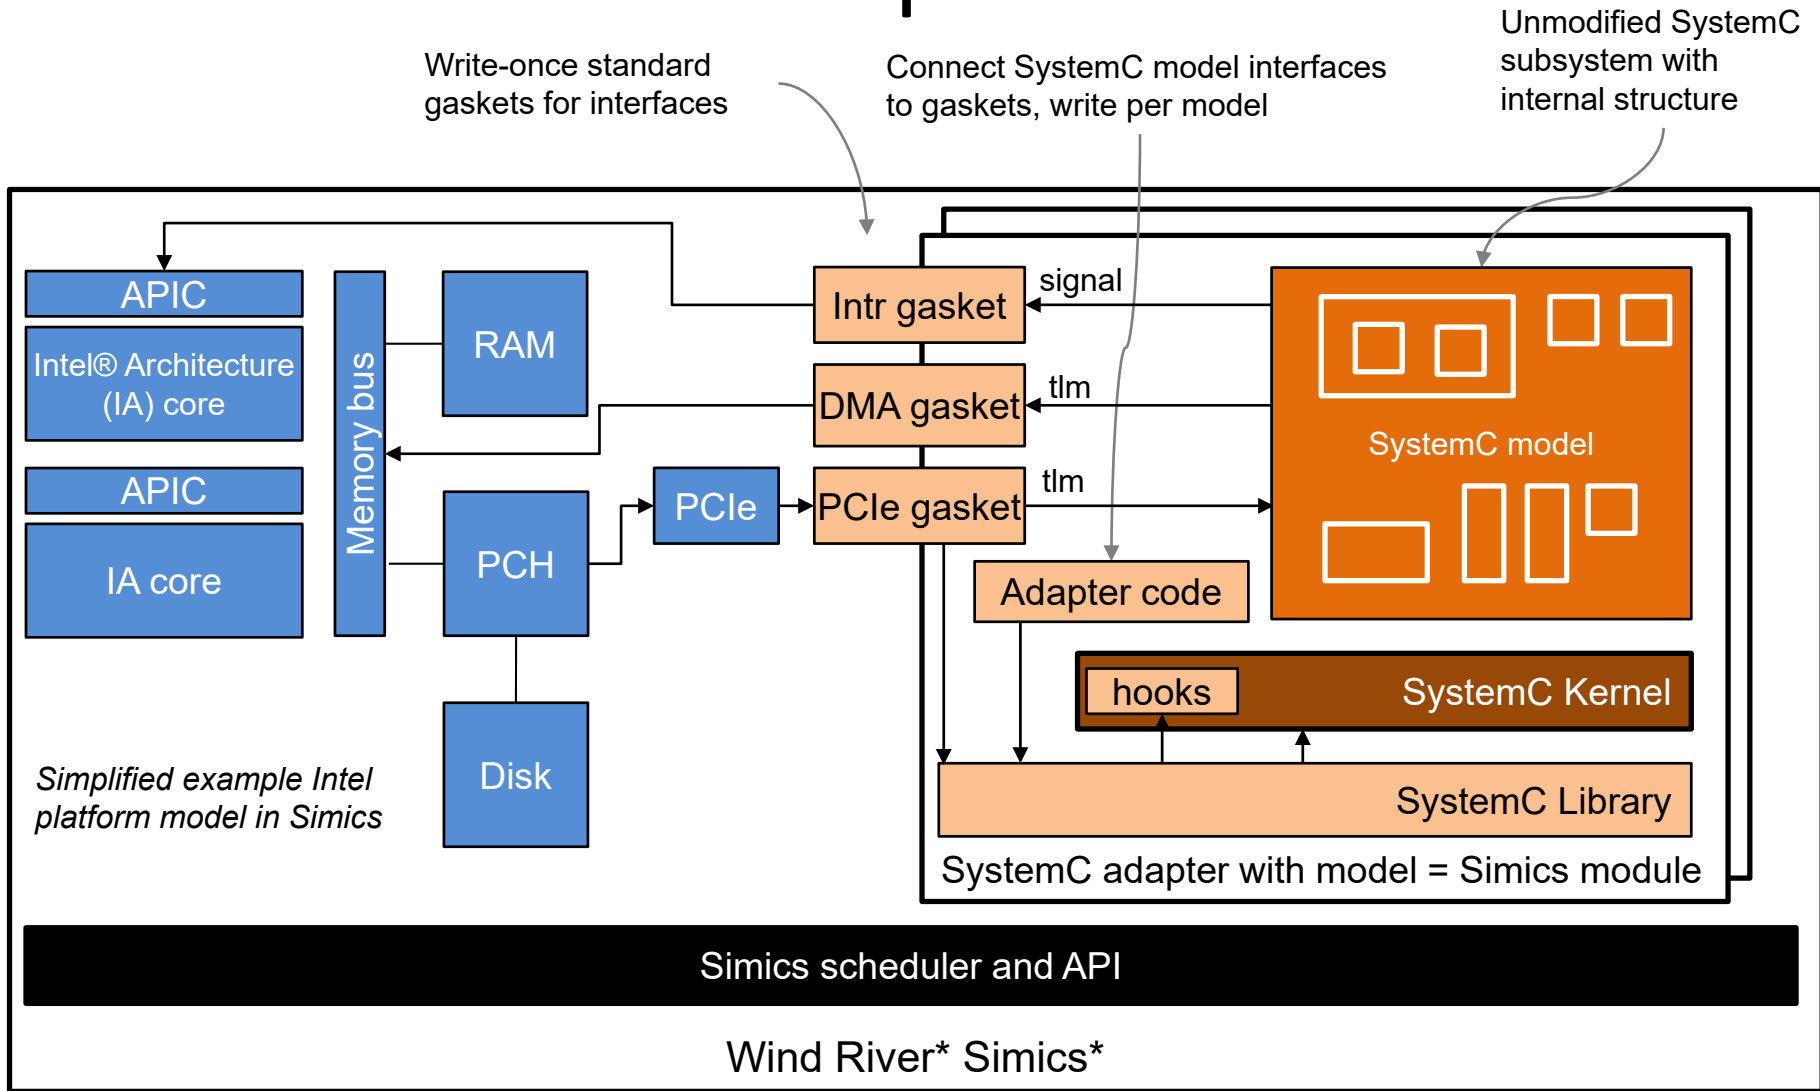 Unmodified SystemC
subsystem with
internal structure
Write-once standard
gaskets for interfaces
Connect SystemC model interfaces
to gaskets, write per model
APIC
Intel® Architecture
(IA) core
APIC
IA core
Memory bus
RAM
PCH
Disk
PCIe
Intr gasket
DMA gasket
PCIe gasket
signal
tlm
tlm
SystemC model
Adapter code
hooks
SystemC Kernel
SystemC Library
SystemC adapter with model = Simics module
Simplified example Intel
platform model in Simics
Simics scheduler and API
Wind River* Simics*